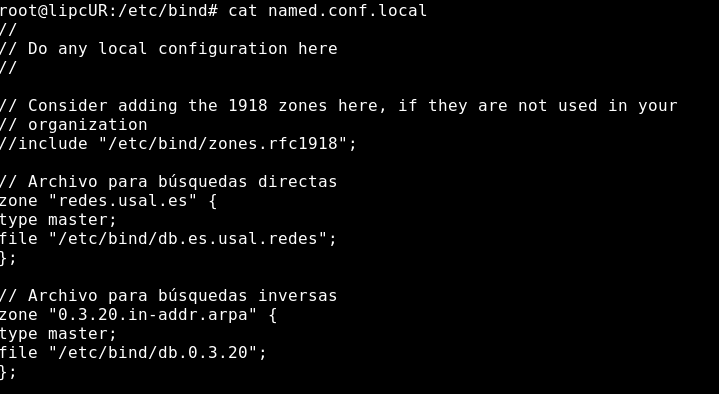 root@lipcUR:/etc/bind# cat named.conf.local
//
// Do any local configuration here
//
// Consider adding the 1918 zones here, if they are not used in your
// organization
//include "/etc/bind/zones.rfc1918";
// Archivo para búsquedas directas
zone "redes.usal.es" {
type master;
file "/etc/bind/db.es.usal.redes";
};
// Archivo para búsquedas inversas
zone "0.3.20.in-addr.arpa" {
type master;
file "/etc/bind/db.0.3.20";
};